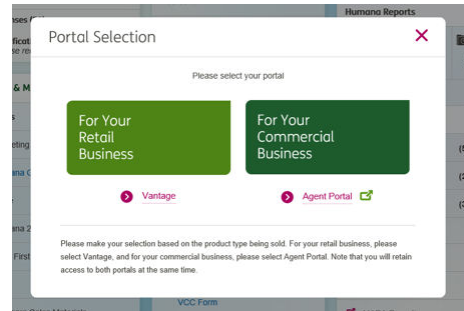 Humana Reports
Portal Selection
Please select your portal
& M
For Your
Retail
Business
For Your
Commercial
Business
eting
Vantage
Agent Portal
Please make your selection based on the product type being sold. For your retail business, please
select Vantage, and for your commercial business, please select Agent Portal. Note that you will retain
access to both portals at the same time.
First
VCC Form